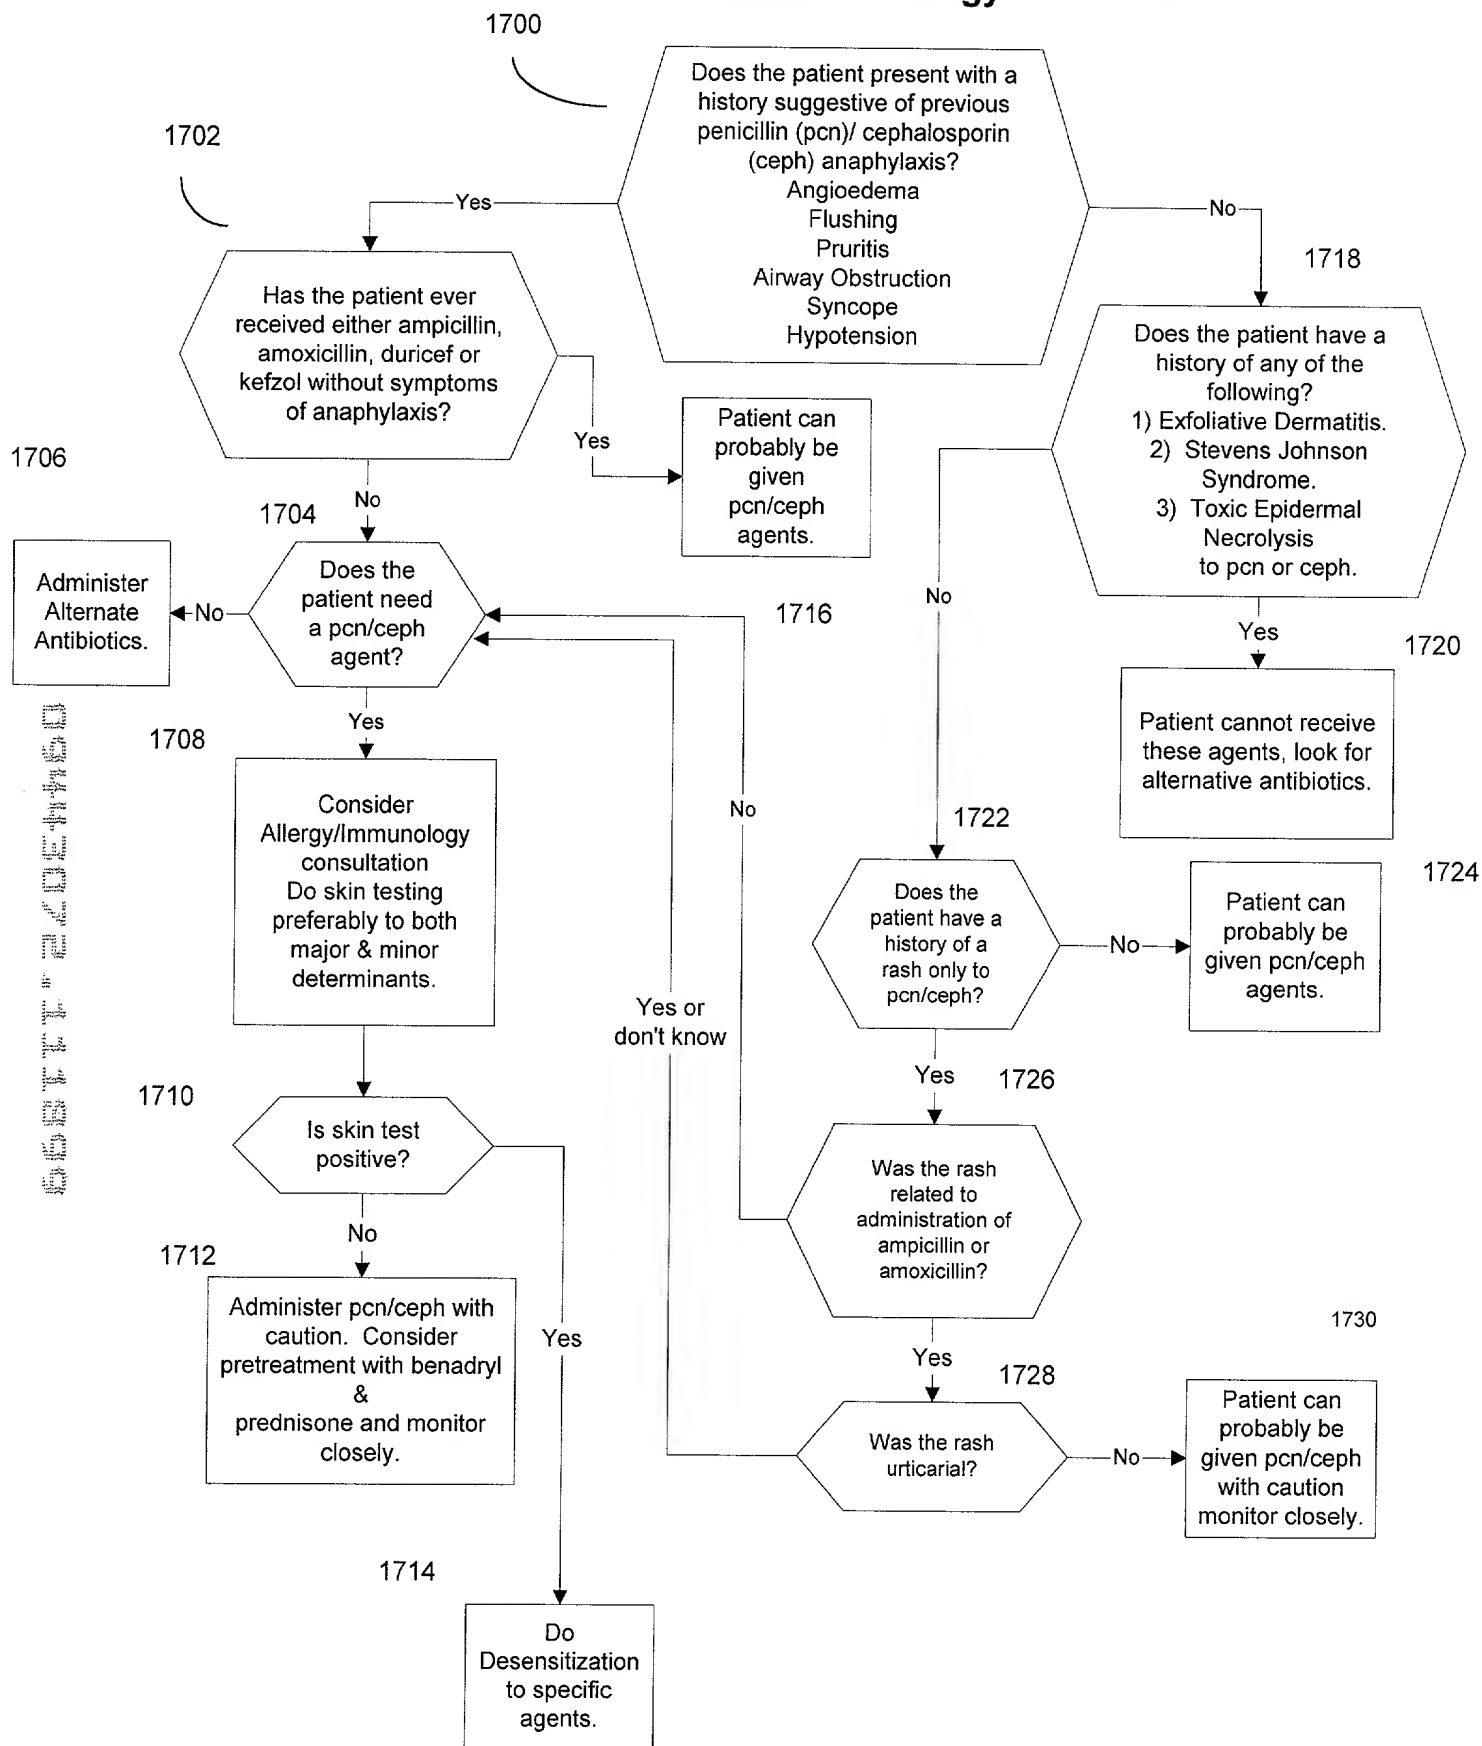 1700
Does the patient present with a
history suggestive of previous
penicillin (pcn)/ cephalosporin
(ceph) anaphylaxis?
Angioedema
Flushing
Pruritis
Airway Obstruction
Syncope
Hypotension
Yes
No
1702
Has the patient ever
received either ampicillin,
amoxicillin, duricef or
kefzol without symptoms
of anaphylaxis?
Yes
Patient can
probably be
given
pcn/ceph
agents.
No
1718
Does the patient have a
history of any of the
following?
1) Exfoliative Dermatitis.
2) Stevens Johnson
Syndrome.
3) Toxic Epidermal
Necrolysis
to pcn or ceph.
No
Yes
1720
Patient cannot receive
these agents, look for
alternative antibiotics.
1706
Administer
Alternate
Antibiotics.
No
1704
Does the
patient need
a pcn/ceph
agent?
1716
Yes
1708
Consider
Allergy/Immunology
consultation
Do skin testing
preferably to both
major & minor
determinants.
No
Yes or
don't know
1722
Does the
patient have a
history of a
rash only to
pcn/ceph?
No
1724
Patient can
probably be
given pcn/ceph
agents.
Yes
1726
Was the rash
related to
administration of
ampicillin or
amoxicillin?
1710
Is skin test
positive?
No
Yes
1712
Administer pcn/ceph with
caution. Consider
pretreatment with benadryl
&
prednisone and monitor
closely.
Yes
1728
Was the rash
urticarial?
No
1730
Patient can
probably be
given pcn/ceph
with caution
monitor closely.
1714
Do
Desensitization
to specific
agents.
09443072.111899